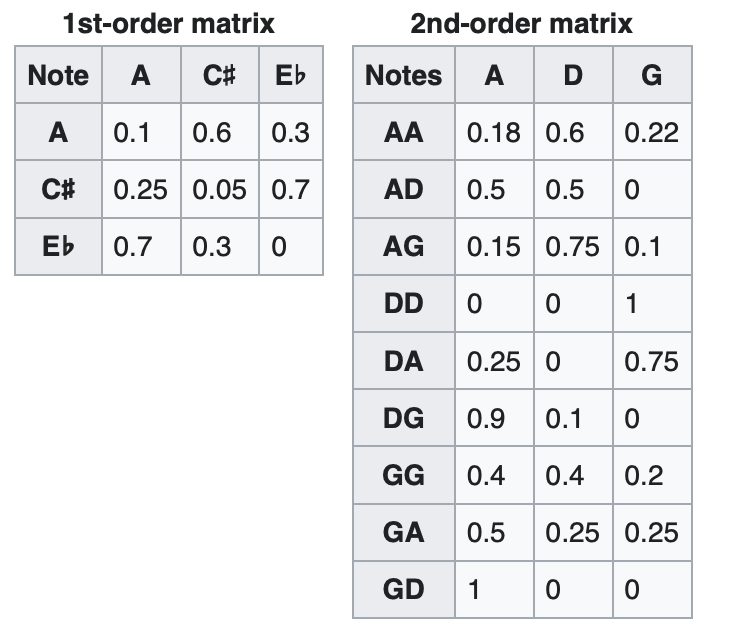 1st-order matrix
Note A C♯ E♭
A 0.1 0.6 0.3
C♯ 0.25 0.05 0.7
E♭ 0.7 0.3 0
2nd-order matrix
Notes A D G
AA 0.18 0.6 0.22
AD 0.5 0.5 0
AG 0.15 0.75 0.1
DD 0 0 1
DA 0.25 0 0.75
DG 0.9 0.1 0
GG 0.4 0.4 0.2
GA 0.5 0.25 0.25
GD 1 0 0